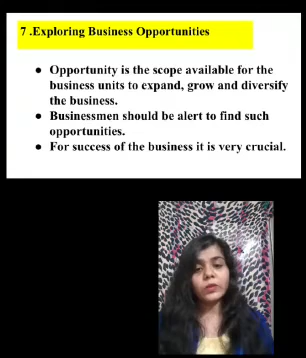 7 .Exploring Business Opportunities
● Opportunity is the scope available for the
business units to expand, grow and diversify
the business.
● Businessmen should be alert to find such
opportunities.
● For success of the business it is very crucial.